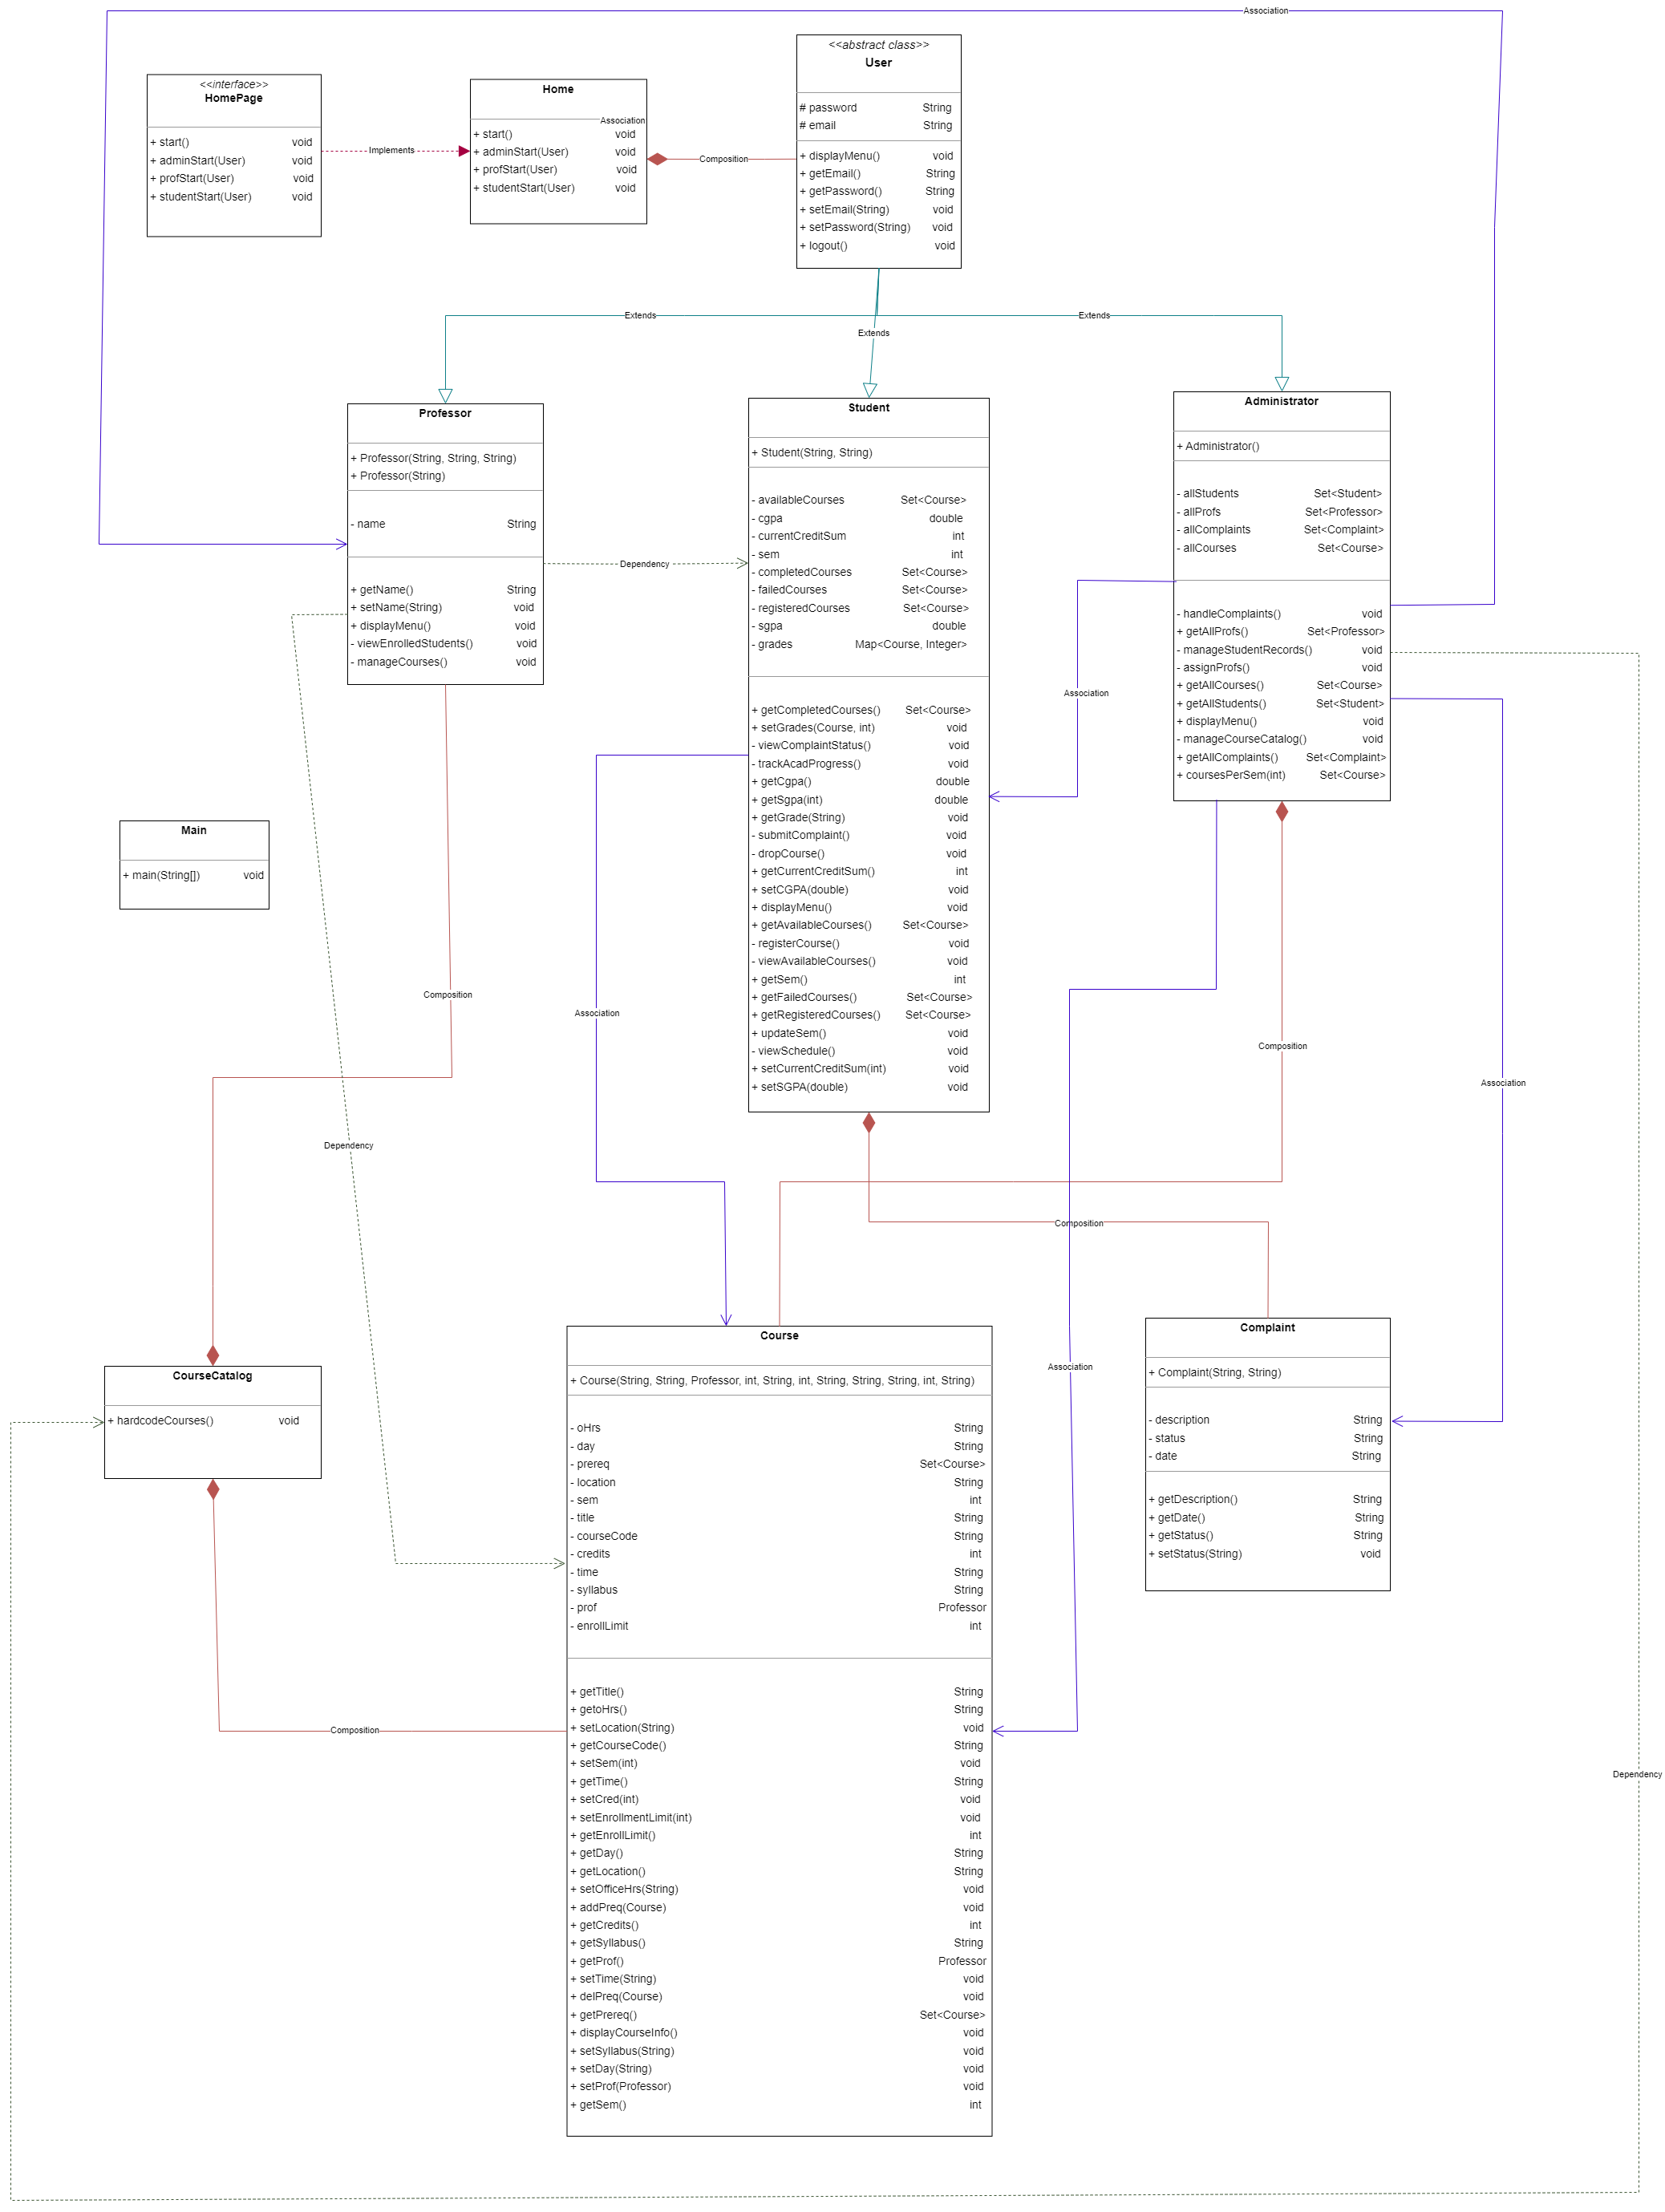 Association
<<interface>>
HomePage
+ start() void
+ adminStart(User) void
+ profStart(User) void
+ studentStart(User) void
Implements
Home
Association
+ start() void
+ adminStart(User) void
+ profStart(User) void
+ studentStart(User) void
Composition
<<abstract class>>
User
# password String
# email String
+ displayMenu() void
+ getEmail() String
+ getPassword() String
+ setEmail(String) void
+ setPassword(String) void
+ logout() void
Extends
Extends
Extends
Professor
+ Professor(String, String, String)
+ Professor(String)
- name String
+ getName() String
+ setName(String) void
+ displayMenu() void
- viewEnrolledStudents() void
- manageCourses() void
Dependency
Student
+ Student(String, String)
- availableCourses Set<Course>
- cgpa double
- currentCreditSum int
- sem int
- completedCourses Set<Course>
- failedCourses Set<Course>
- registeredCourses Set<Course>
- sgpa double
- grades Map<Course, Integer>
+ getCompletedCourses() Set<Course>
+ setGrades(Course, int) void
- viewComplaintStatus() void
- trackAcadProgress() void
+ getCgpa() double
+ getSgpa(int) double
+ getGrade(String) void
- submitComplaint() void
- dropCourse() void
+ getCurrentCreditSum() int
+ setCGPA(double) void
+ displayMenu() void
+ getAvailableCourses() Set<Course>
- registerCourse() void
- viewAvailableCourses() void
+ getSem() int
+ getFailedCourses() Set<Course>
+ getRegisteredCourses() Set<Course>
+ updateSem() void
- viewSchedule() void
+ setCurrentCreditSum(int) void
+ setSGPA(double) void
Administrator
+ Administrator()
- allStudents Set<Student>
- allProfs Set<Professor>
- allComplaints Set<Complaint>
- allCourses Set<Course>
- handleComplaints() void
+ getAllProfs() Set<Professor>
- manageStudentRecords() void
- assignProfs() void
+ getAllCourses() Set<Course>
+ getAllStudents() Set<Student>
+ displayMenu() void
- manageCourseCatalog() void
+ getAllComplaints() Set<Complaint>
+ coursesPerSem(int) Set<Course>
Association
Main
+ main(String[]) void
Composition
Association
Composition
Association
Dependency
Composition
Association
CourseCatalog
+ hardcodeCourses() void
Composition
Course
+ Course(String, String, Professor, int, String, int, String, String, String, int, String)
- oHrs String
- day String
- prereq Set<Course>
- location String
- sem int
- title String
- courseCode String
- credits int
- time String
- syllabus String
- prof Professor
- enrollLimit int
+ getTitle() String
+ getoHrs() String
+ setLocation(String) void
+ getCourseCode() String
+ setSem(int) void
+ getTime() String
+ setCred(int) void
+ setEnrollmentLimit(int) void
+ getEnrollLimit() int
+ getDay() String
+ getLocation() String
+ setOfficeHrs(String) void
+ addPreq(Course) void
+ getCredits() int
+ getSyllabus() String
+ getProf() Professor
+ setTime(String) void
+ delPreq(Course) void
+ getPrereq() Set<Course>
+ displayCourseInfo() void
+ setSyllabus(String) void
+ setDay(String) void
+ setProf(Professor) void
+ getSem() int
Complaint
+ Complaint(String, String)
- description String
- status String
- date String
+ getDescription() String
+ getDate() String
+ getStatus() String
+ setStatus(String) void
Dependency